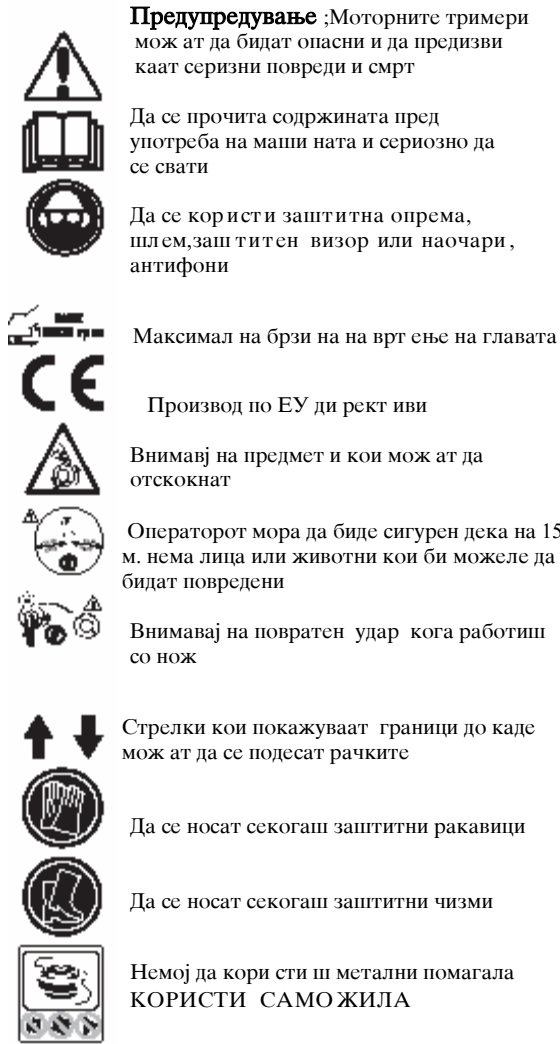 Предупредување ;Моторните тримери
мож ат да бидат опасни и да предизви
каат серизни повреди и смрт
Да се прочита содржината пред
употреба на маши ната и сериозно да
се свати
Да се користи заштитна опрема,
шлем,заштитен визор или наочари,
антифони
Максимал на брзи на на врт ење на главата
CE
Производ по ЕУ ди рект иви
Внимавј на предмет и кои мож ат да
отскокнат
Операторот мора да биде сигурен дека на 15
м. нема лица или животни кои би можеле да
бидат повредени
Внимавај на повратен удар кога работиш
со нож
Стрелки кои покажуваат граници до каде
мож ат да се подесат рачките
Да се носат секогаш заштитни ракавици
Да се носат секогаш заштитни чизми
Немој да кори сти ш метални помагала
КОРИСТИ САМО ЖИЛА